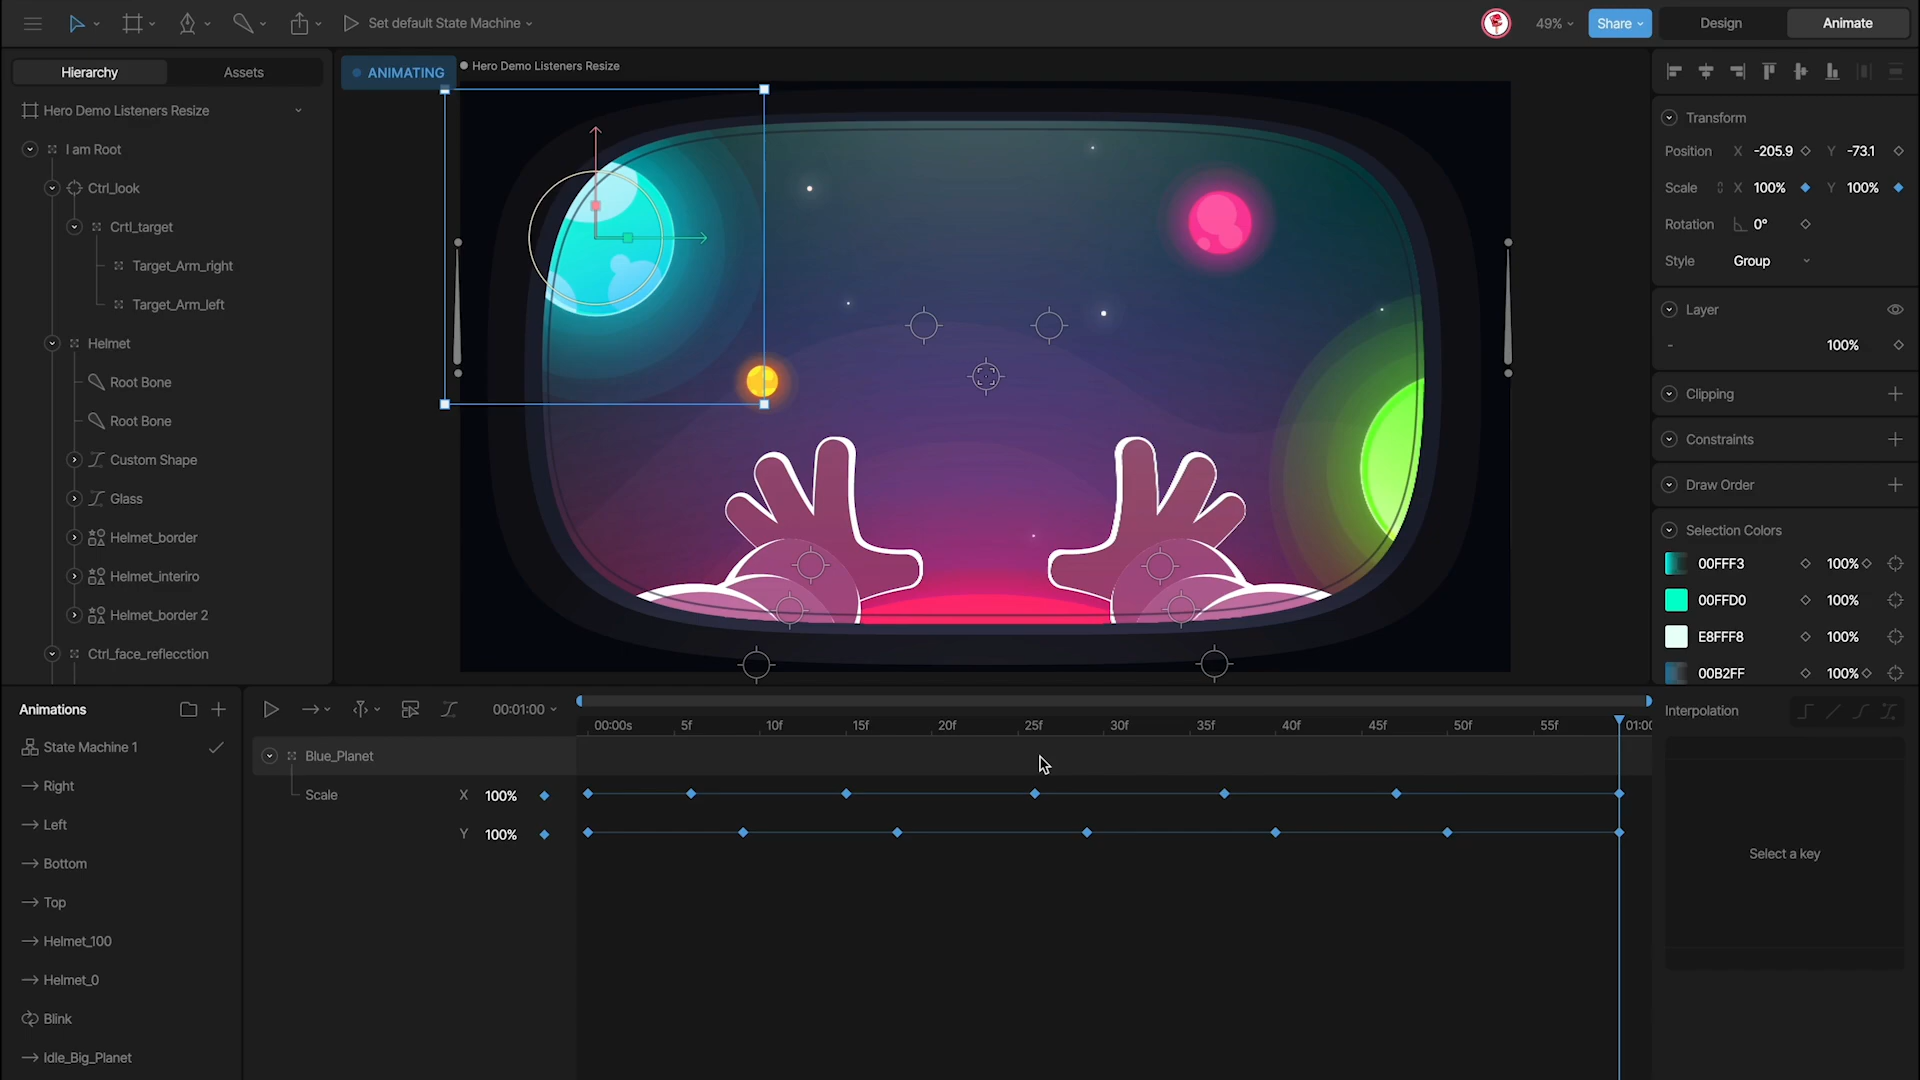 Set default State Machine
49%
Share
Design
Animate
Hierarchy
Assets
ANIMATING
Hero Demo Listeners Resize
Hero Demo Listeners Resize
I am Root
Ctrl_look
Crtl_target
Target_Arm_right
Target_Arm_left
Helmet
Root Bone
Root Bone
Custom Shape
Glass
Helmet_border
Helmet_interiro
Helmet_border 2
Ctrl_face_reflecction
Transform
Position X -205.9 Y -73.1
Scale X 100% Y 100%
Rotation 0°
Style Group
Layer
- 100%
Clipping
Constraints
Draw Order
Selection Colors
00FFF3 100%
00FFD0 100%
E8FFF8 100%
00B2FF 100%
Animations
State Machine 1
Right
Left
Bottom
Top
Helmet_100
Helmet_0
Blink
Idle_Big_Planet
00:01:00
00:00s 5f 10f 15f 20f 25f 30f 35f 40f 45f 50f 55f 01:00
Blue_Planet
Scale X 100%
Y 100%
Interpolation
Select a key